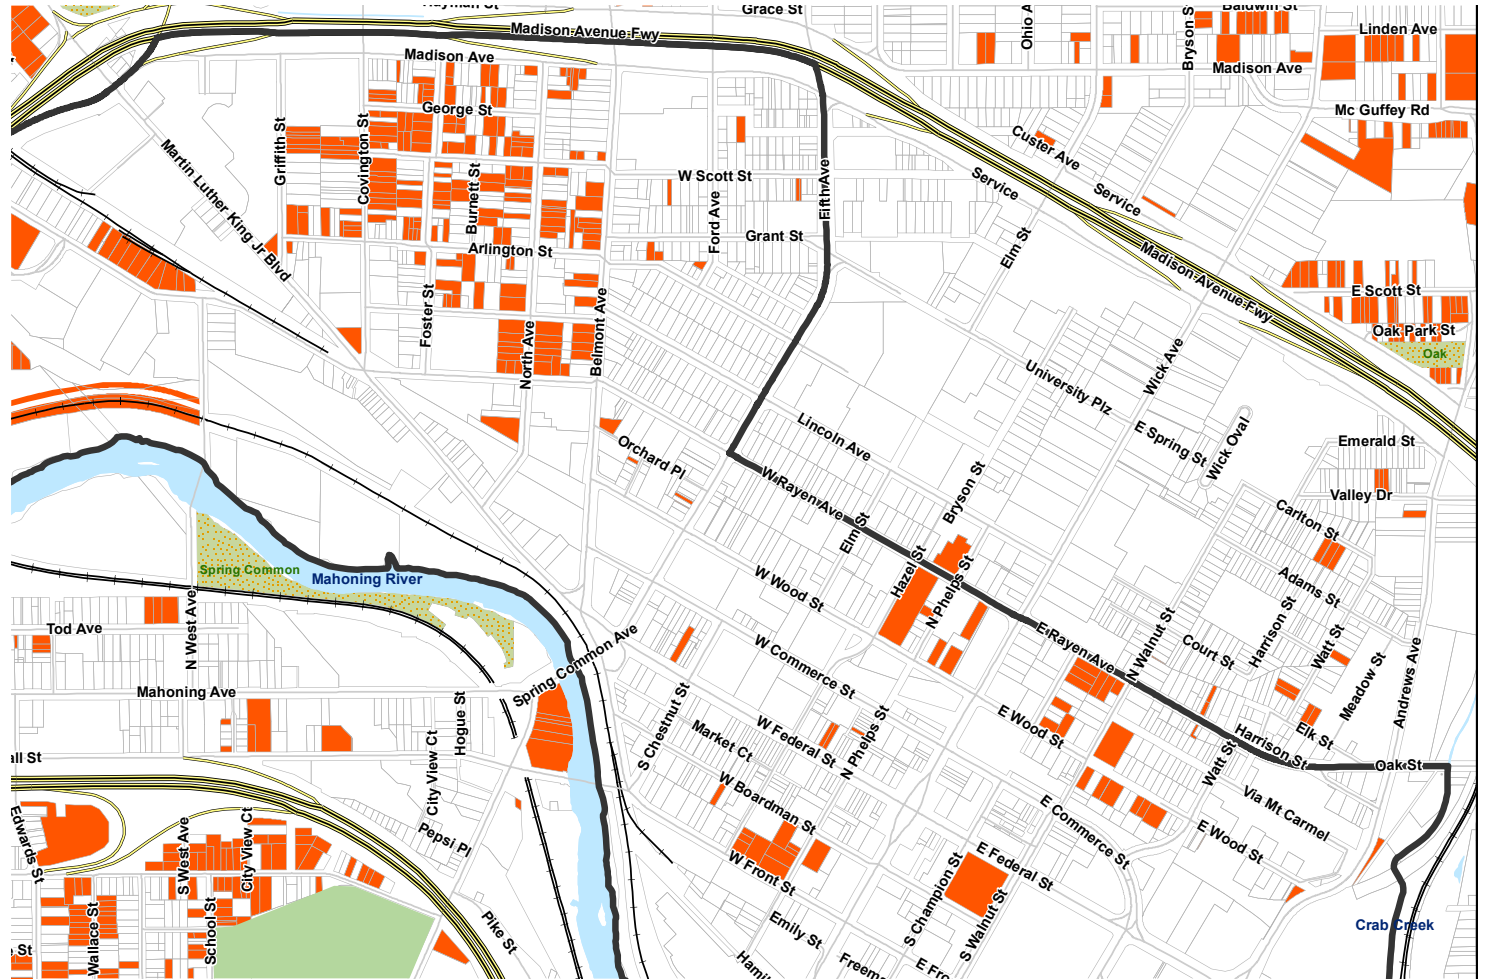 Grace St
Baldwin St
Madison Avenue Fwy
Ohio A
Bryson S
Linden Ave
Madison Ave
Madison Ave
George St
Mc Guffey Rd
Griffith St
Covington St
Martin Luther King Jr Blvd
Custer Ave
Burnett St
W Scott St
Fifth Ave
Service
Service
Ford Ave
Grant St
Elm St
Arlington St
Madison Avenue Fwy
E Scott St
Foster St
Belmont Ave
North Ave
Oak Park St
Oak
University Plz
Wick Ave
Lincoln Ave
E Spring St
Wick Oval
Emerald St
Orchard Pl
W Rayen Ave
Bryson St
Valley Dr
Elm St
Carlton St
Spring Common
Mahoning River
W Wood St
Hazel St
N Phelps St
Adams St
N West Ave
Tod Ave
Spring Common Ave
W Commerce St
E Rayen Ave
N Walnut St
Court St
Harrison St
Watt St
Meadow St
Andrews Ave
Mahoning Ave
Hogue St
S Chestnut St
Market Ct
W Federal St
N Phelps St
E Wood St
Harrison St
Elk St
Watt St
Oak St
all St
City View Ct
W Boardman St
E Commerce St
Via Mt Carmel
Edwards St
S West Ave
City View Ct
Pepsi Pl
W Front St
E Federal St
E Wood St
S Champion St
S Walnut St
Wallace St
School St
Pike St
Emily St
Crab Creek
St
Hami
Freem
E Fro